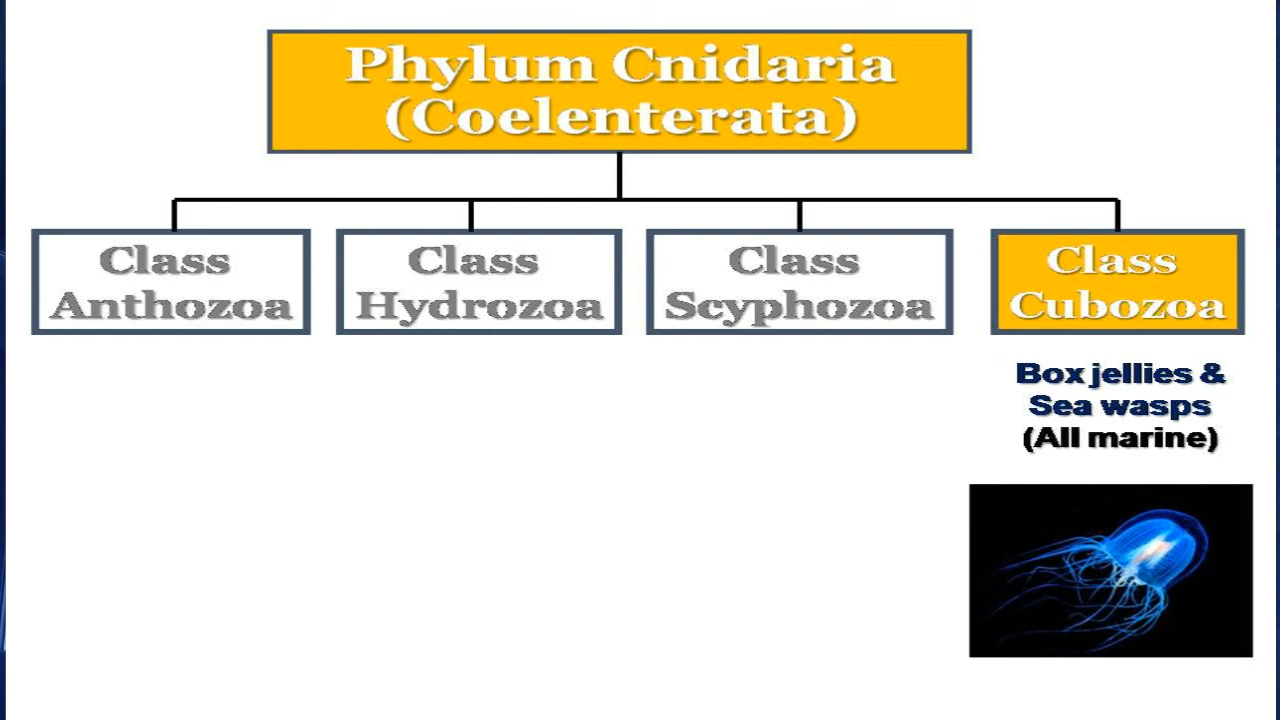 Phylum Cnidaria
(Coelenterata)
Class
Anthozoa
Class
Hydrozoa
Class
Scyphozoa
Class
Cubozoa
Box jellies &
Sea wasps
(All marine)